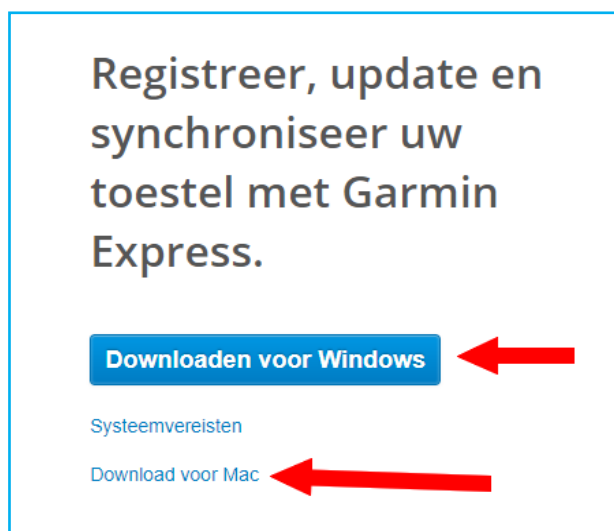 Registreer, update en
synchroniseer uw
toestel met Garmin
Express.
Downloaden voor Windows
Systeemvereisten
Download voor Mac